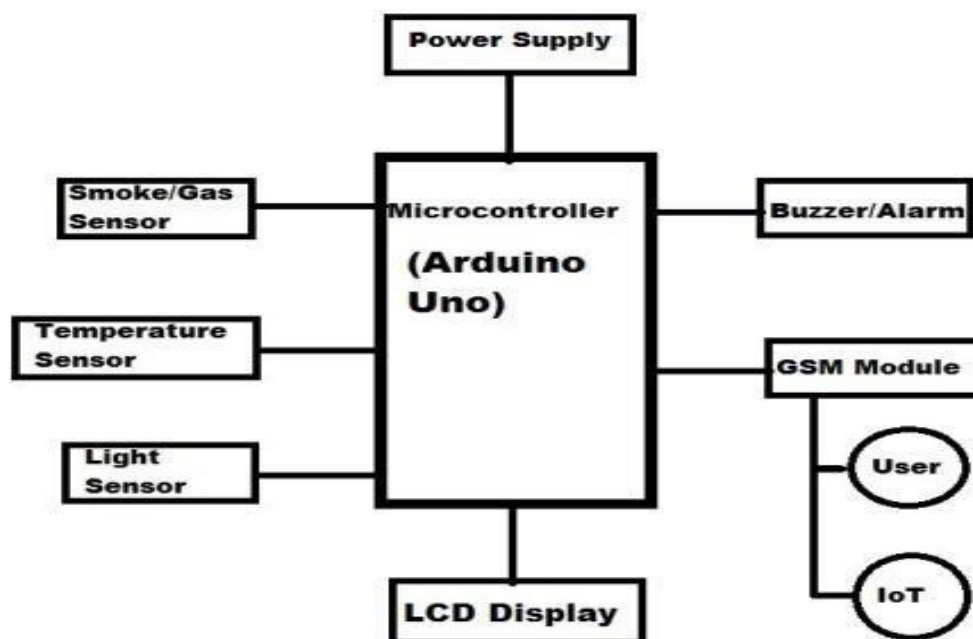 Power Supply
Smoke/Gas
Sensor
Microcontroller
(Arduino
Uno)
Buzzer/Alarm
Temperature
Sensor
GSM Module
Light
Sensor
User
LCD Display
IoT